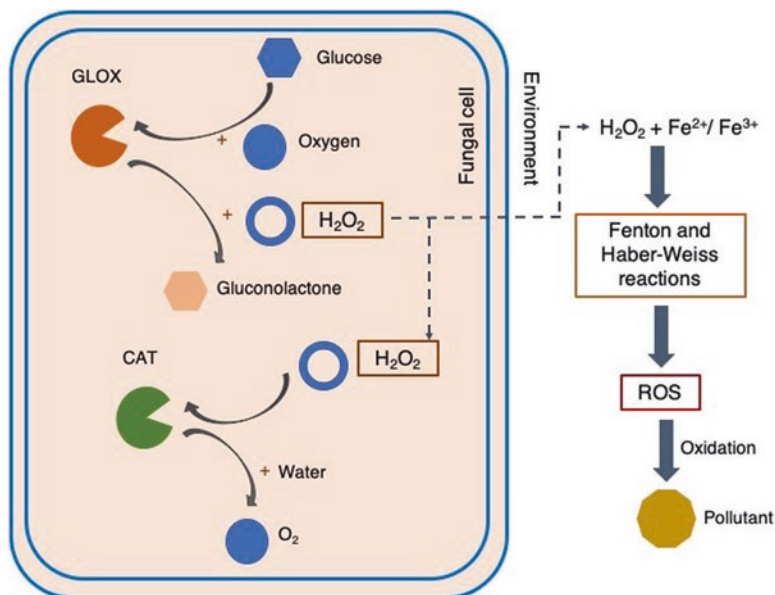 Glucose
GLOX
+
Oxygen
+
H₂O₂
Gluconolactone
CAT
H₂O₂
+ Water
O₂
Fungal cell
Environment
H₂O₂ + Fe²⁺/ Fe³⁺
Fenton and
Haber-Weiss
reactions
ROS
Oxidation
Pollutant